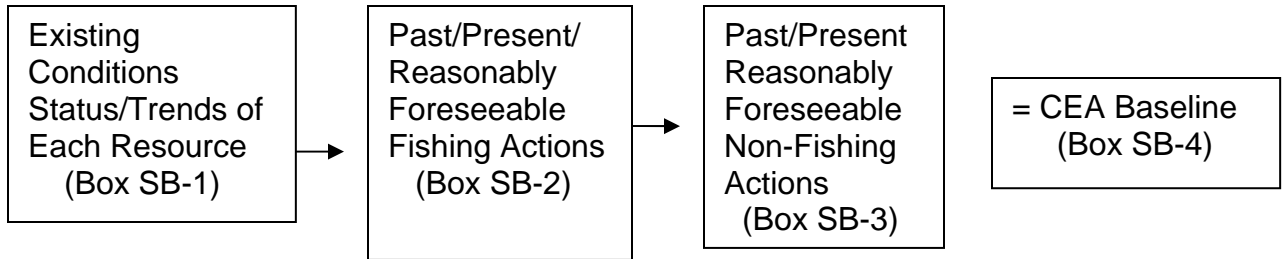 Existing
Conditions
Status/Trends of
Each Resource
(Box SB-1)
Past/Present/
Reasonably
Foreseeable
Fishing Actions
(Box SB-2)
Past/Present
Reasonably
Foreseeable
Non-Fishing
Actions
(Box SB-3)
= CEA Baseline
(Box SB-4)